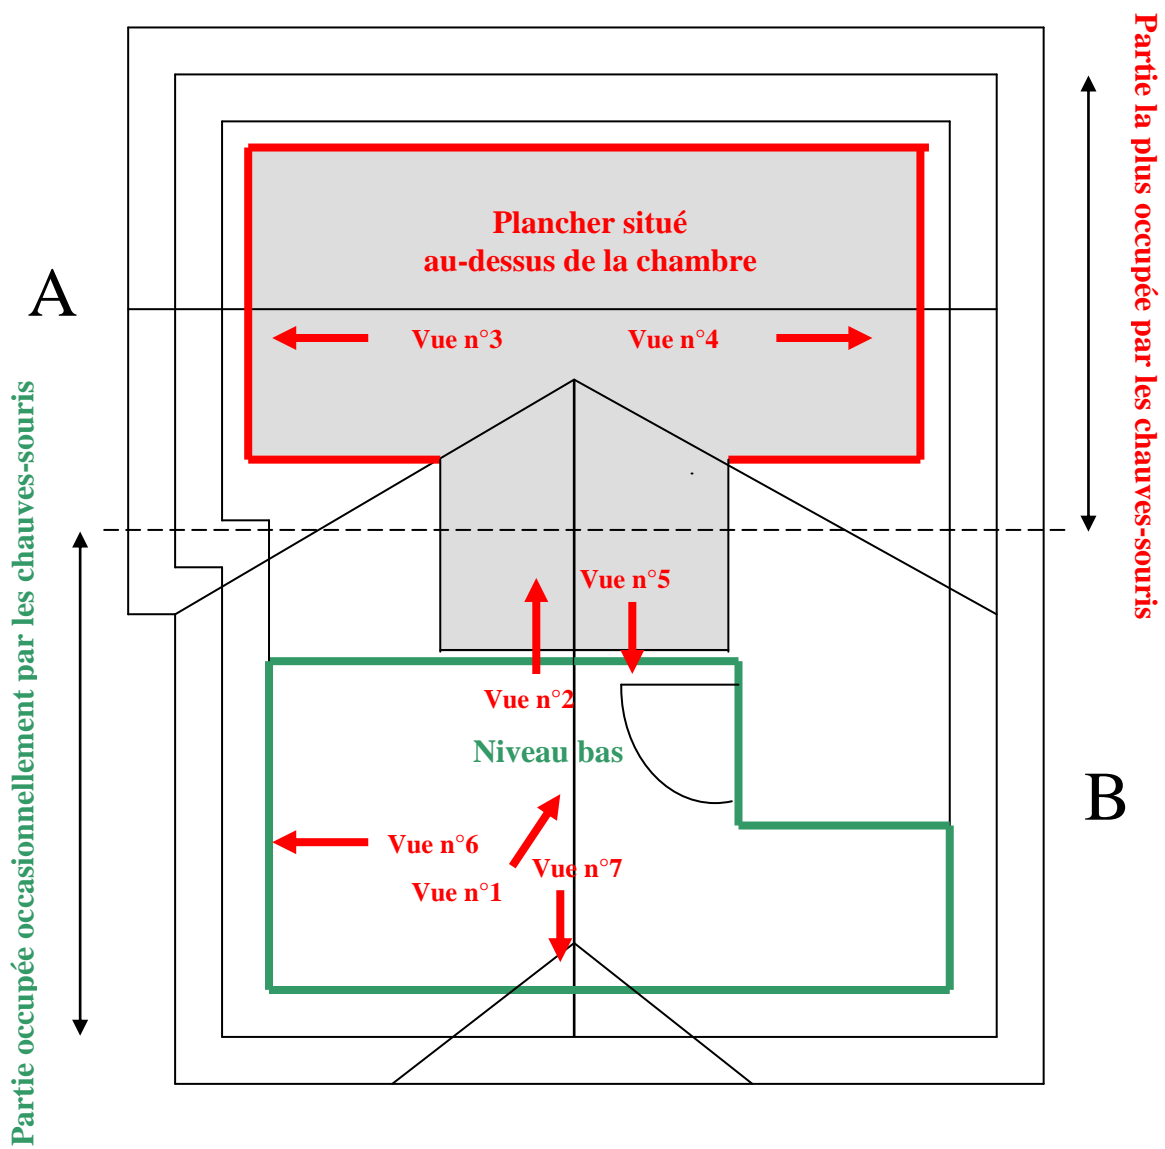 Partie la plus occupée par les chauves-souris
Plancher situé
au-dessus de la chambre
A
Vue n°3
Vue n°4
Partie occupée occasionnellement par les chauves-souris
Vue n°5
Vue n°2
Niveau bas
B
Vue n°6
Vue n°7
Vue n°1